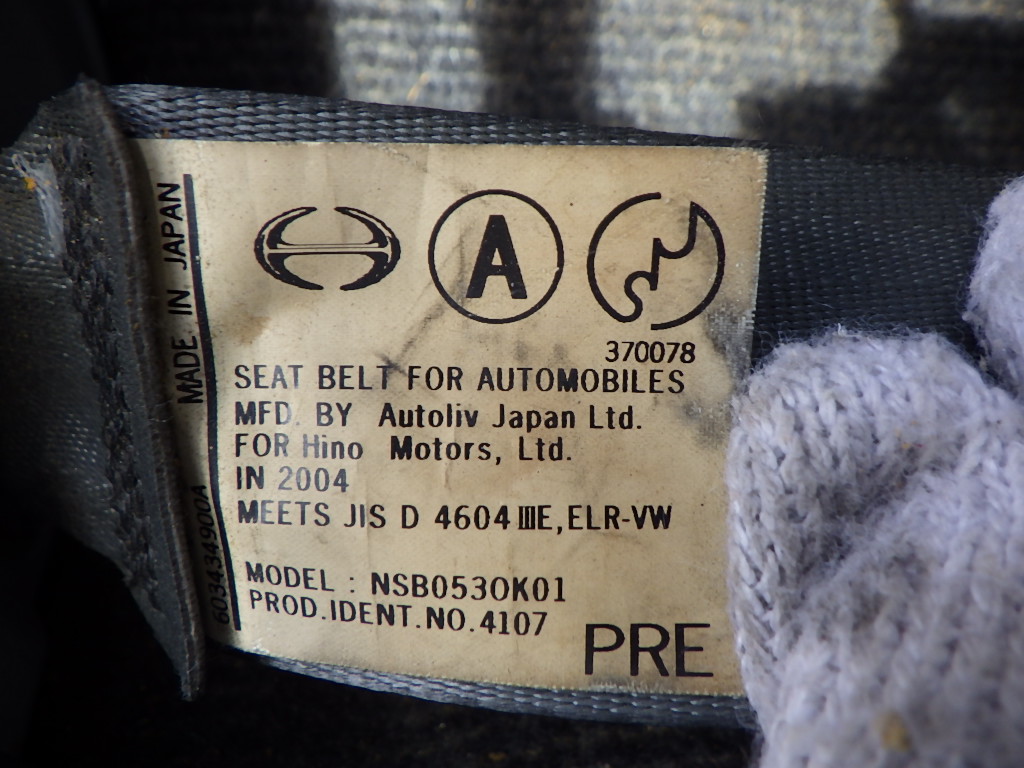 MADE IN JAPAN
603434900A
A
370078
SEAT BELT FOR AUTOMOBILES
MFD. BY Autoliv Japan Ltd.
FOR Hino Motors, Ltd.
IN 2004
MEETS JIS D 4604 ⅢE,ELR-VW
MODEL : NSB053OK01
PROD.IDENT.NO.4107
PRE